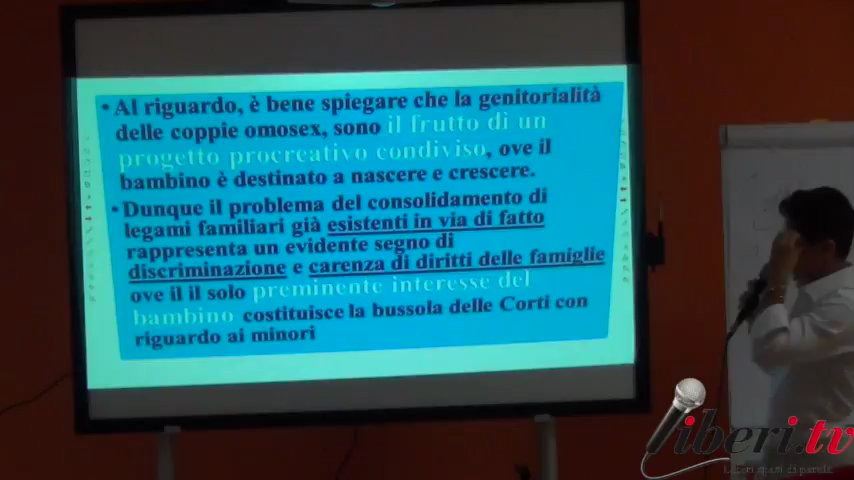 • Al riguardo, è bene spiegare che la genitorialità
delle coppie omosex, sono il frutto di un
progetto procreativo condiviso, ove il
bambino è destinato a nascere e crescere.
• Dunque il problema del consolidamento di
legami familiari già esistenti in via di fatto
rappresenta un evidente segno di
discriminazione e carenza di diritti delle famiglie
ove il il solo preminente interesse del
bambino costituisce la bussola delle Corti con
riguardo ai minori
liberi.tv